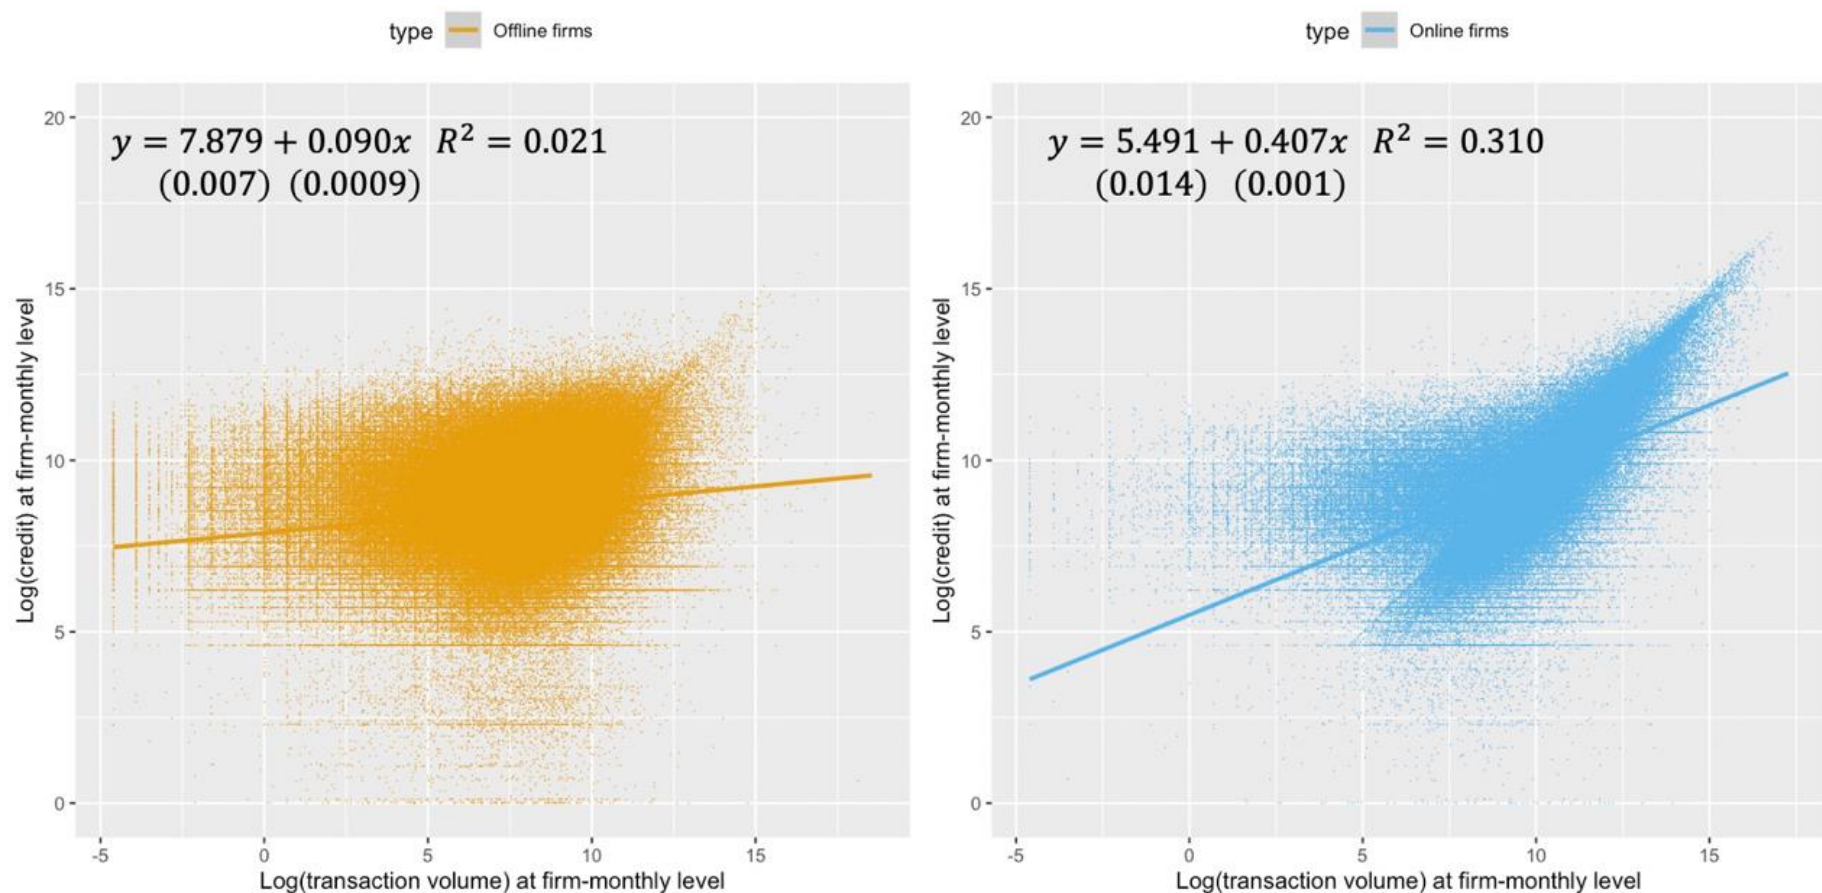 type Offline firms
y = 7.879 + 0.090x R² = 0.021
(0.007) (0.0009)
20
15
10
5
0
Log(credit) at firm-monthly level
-5 0 5 10 15
Log(transaction volume) at firm-monthly level
type Online firms
y = 5.491 + 0.407x R² = 0.310
(0.014) (0.001)
20
15
10
5
0
Log(credit) at firm-monthly level
-5 0 5 10 15
Log(transaction volume) at firm-monthly level